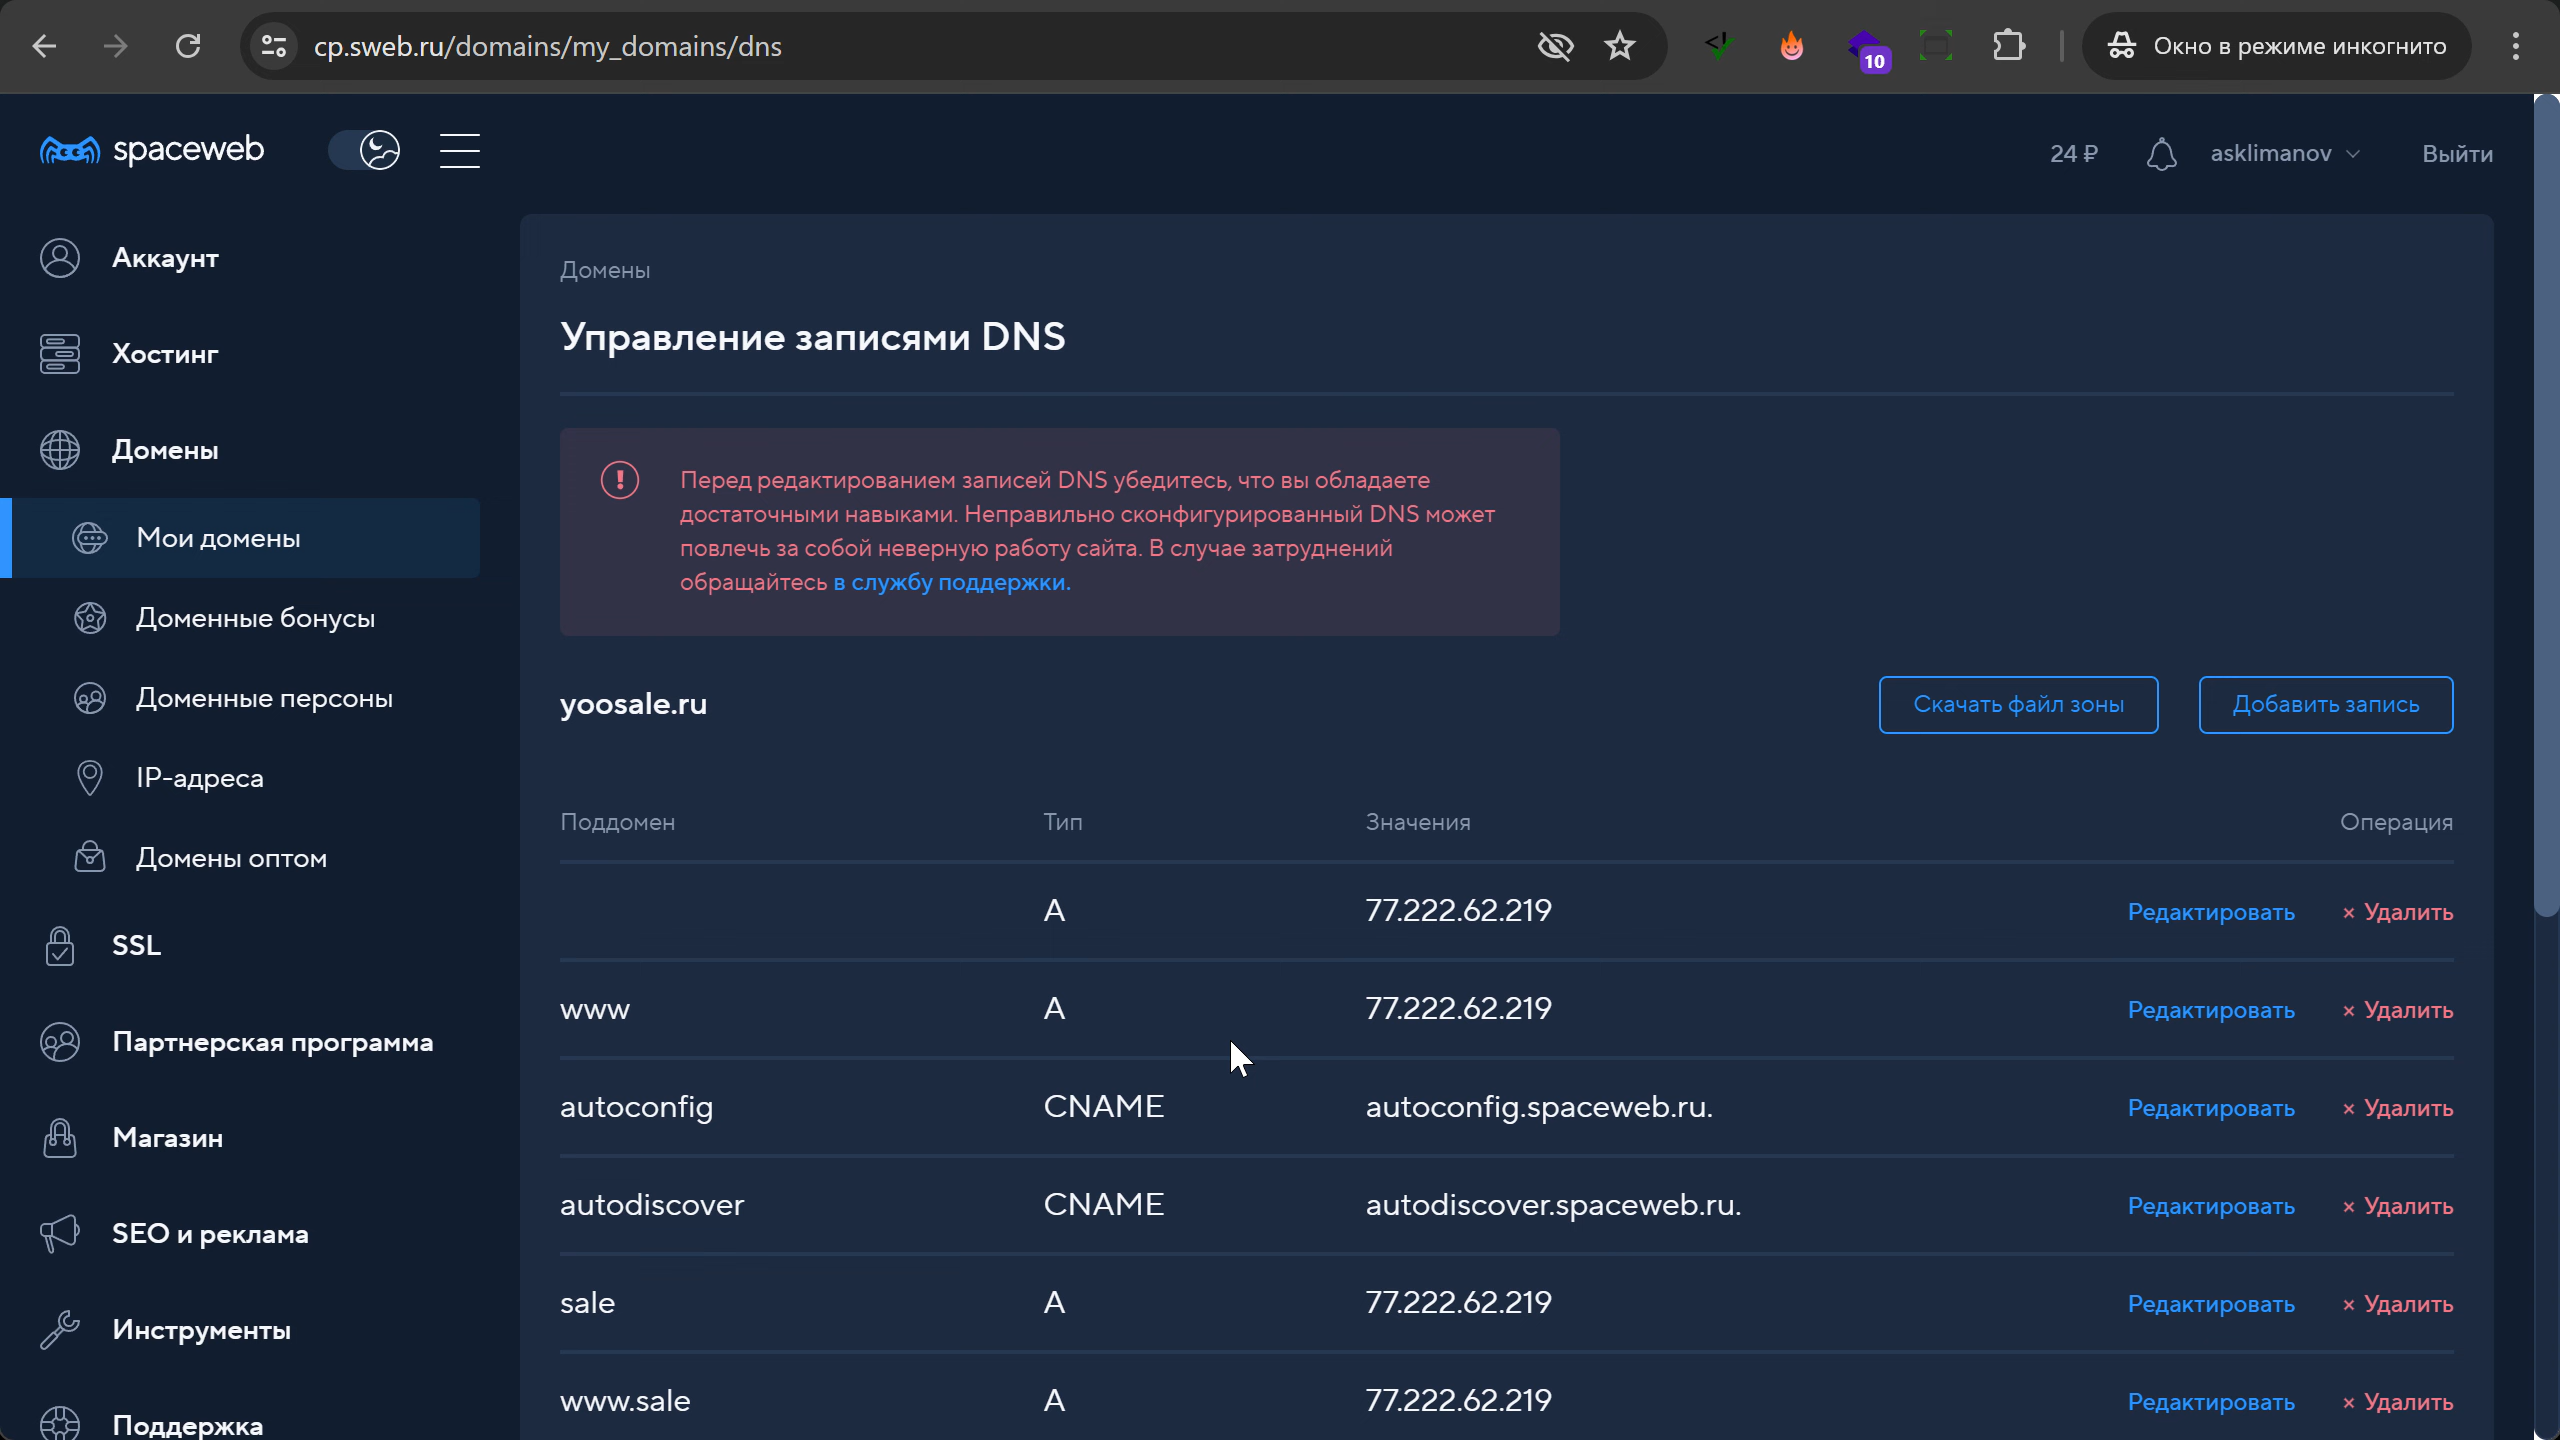 cp.sweb.ru/domains/my_domains/dns
10
Окно в режиме инкогнито
spaceweb
24 ₽
asklimanov
Выйти
Аккаунт
Хостинг
Домены
Мои домены
Доменные бонусы
Доменные персоны
IP-адреса
Домены оптом
SSL
Партнерская программа
Магазин
SEO и реклама
Инструменты
Поддержка
Домены
Управление записями DNS
Перед редактированием записей DNS убедитесь, что вы обладаете
достаточными навыками. Неправильно сконфигурированный DNS может
повлечь за собой неверную работу сайта. В случае затруднений
обращайтесь в службу поддержки.
yoosale.ru
Скачать файл зоны
Добавить запись
Поддомен Тип Значения Операция
A 77.222.62.219 Редактировать × Удалить
www A 77.222.62.219 Редактировать × Удалить
autoconfig CNAME autoconfig.spaceweb.ru. Редактировать × Удалить
autodiscover CNAME autodiscover.spaceweb.ru. Редактировать × Удалить
sale A 77.222.62.219 Редактировать × Удалить
www.sale A 77.222.62.219 Редактировать × Удалить